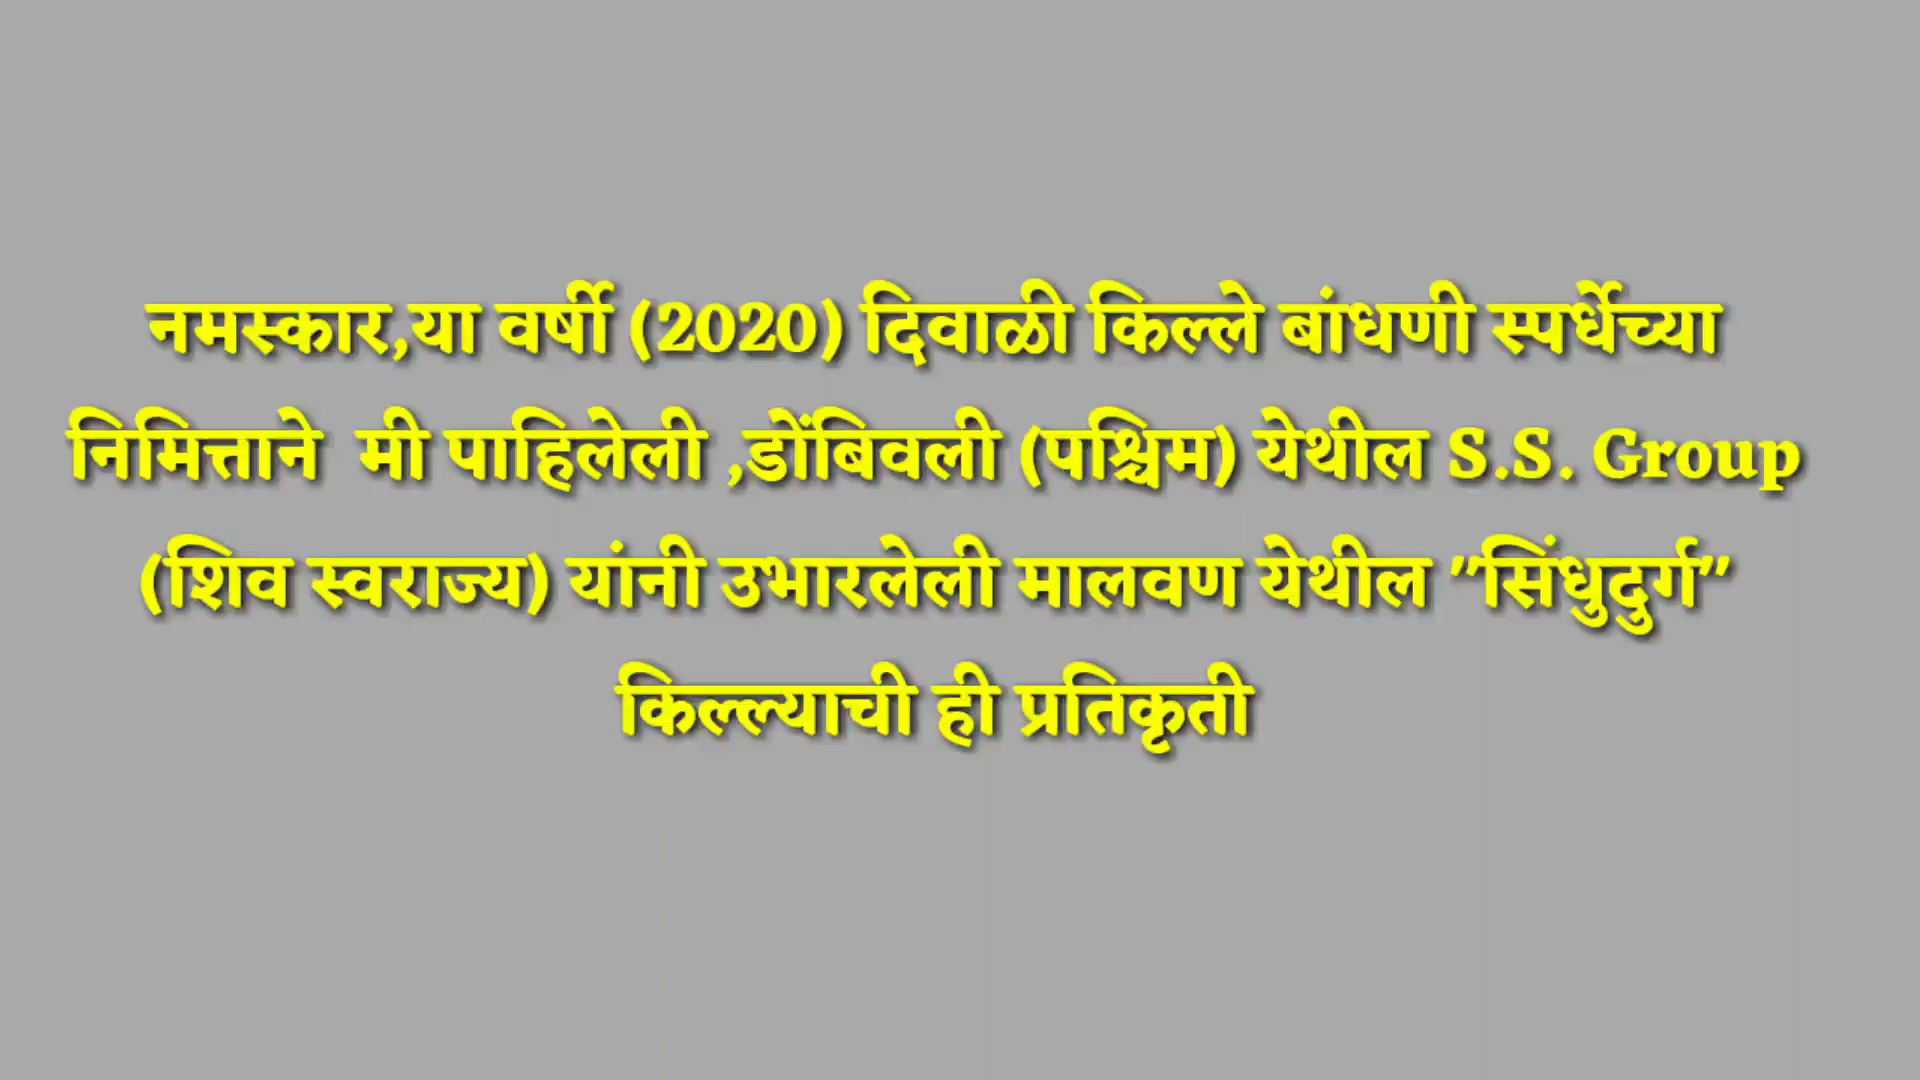 नमस्कार,या वर्षी (2020) दिवाळी किल्ले बांधणी स्पर्धेच्या
निमित्ताने  मी पाहिलेली ,डोंबिवली (पश्चिम) येथील S.S. Group
(शिव स्वराज्य) यांनी उभारलेली मालवण येथील "सिंधुदुर्ग"
किल्ल्याची ही प्रतिकृती